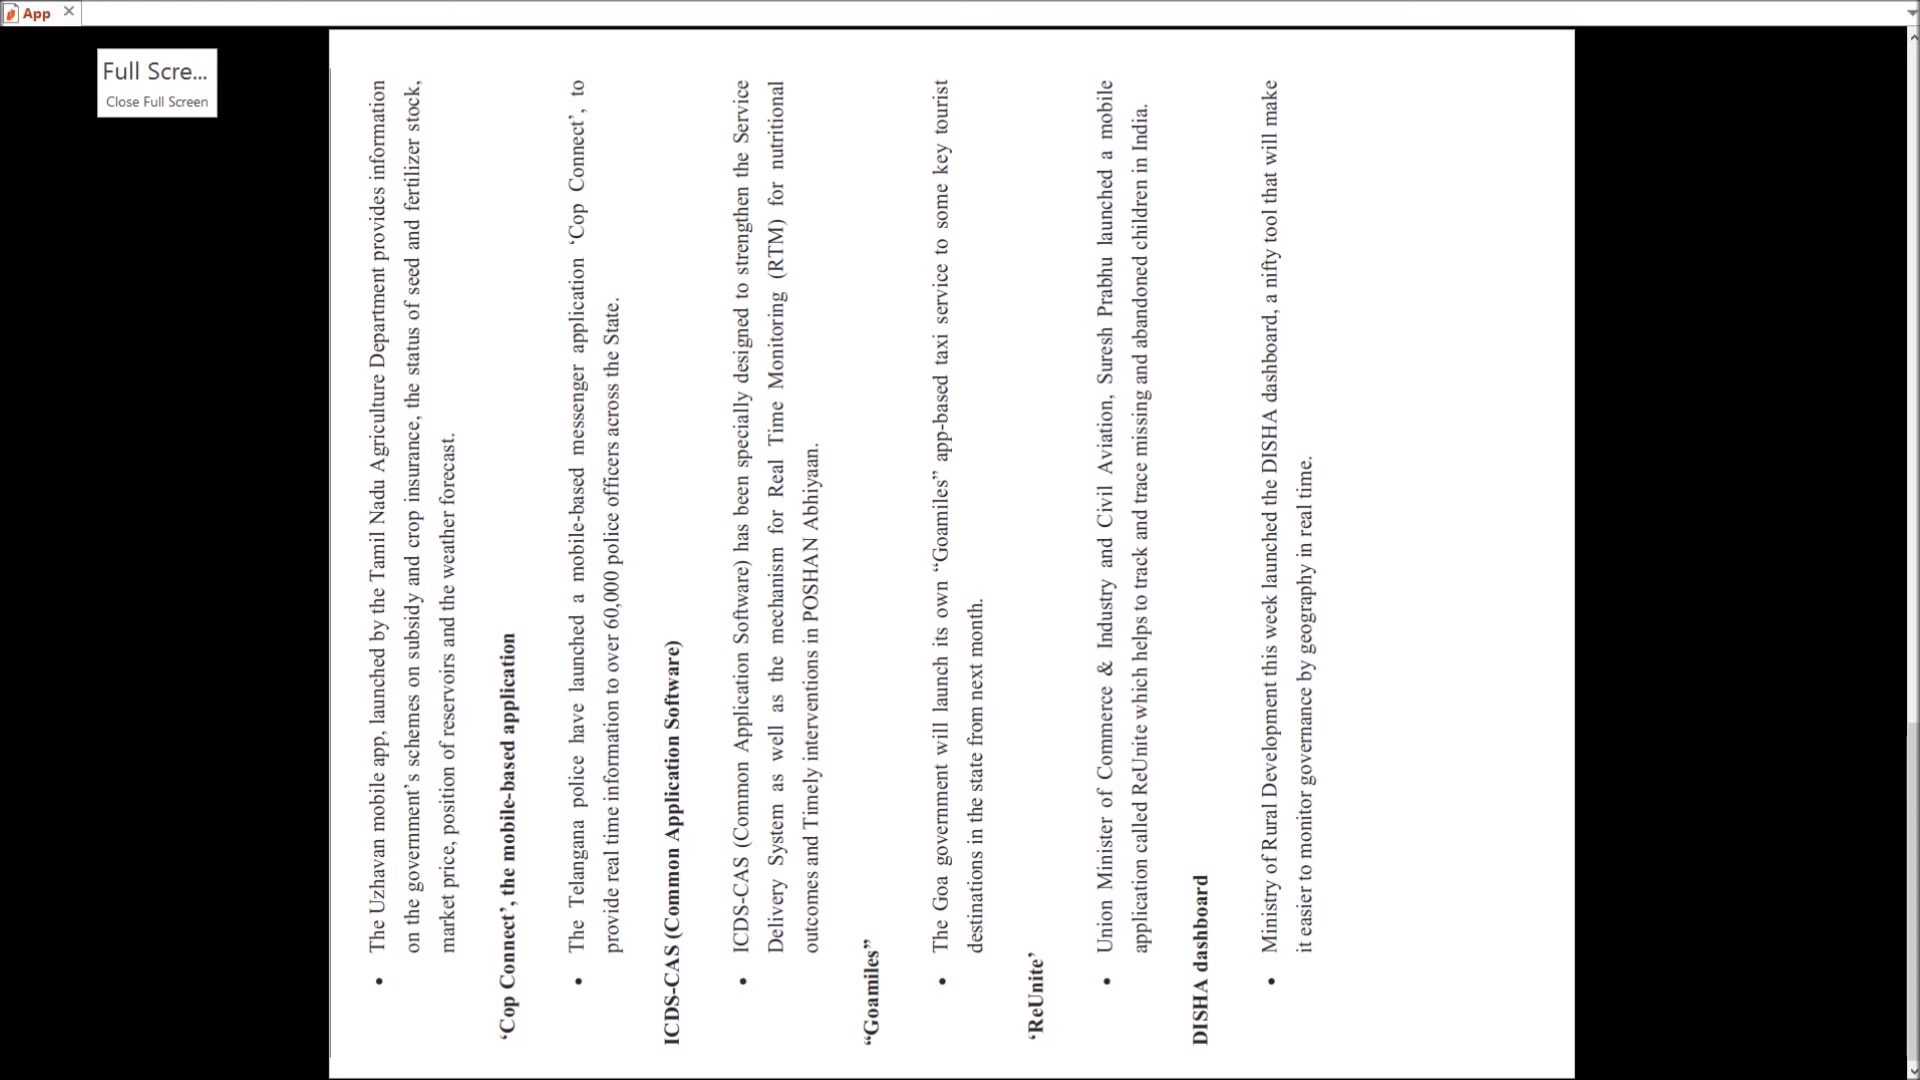 App
Full Scre...
Close Full Screen
• The Uzhavan mobile app, launched by the Tamil Nadu Agriculture Department provides information
on the government’s schemes on subsidy and crop insurance, the status of seed and fertilizer stock,
market price, position of reservoirs and the weather forecast.
‘Cop Connect’, the mobile-based application
• The Telangana police have launched a mobile-based messenger application ‘Cop Connect’, to
provide real time information to over 60,000 police officers across the State.
ICDS-CAS (Common Application Software)
• ICDS-CAS (Common Application Software) has been specially designed to strengthen the Service
Delivery System as well as the mechanism for Real Time Monitoring (RTM) for nutritional
outcomes and Timely interventions in POSHAN Abhiyaan.
“Goamiles”
• The Goa government will launch its own “Goamiles” app-based taxi service to some key tourist
destinations in the state from next month.
‘ReUnite’
• Union Minister of Commerce & Industry and Civil Aviation, Suresh Prabhu launched a mobile
application called ReUnite which helps to track and trace missing and abandoned children in India.
DISHA dashboard
• Ministry of Rural Development this week launched the DISHA dashboard, a nifty tool that will make
it easier to monitor governance by geography in real time.